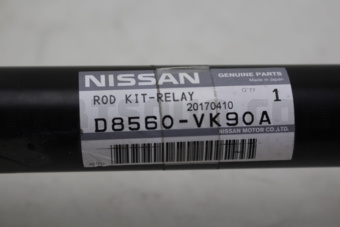 NISSAN
GENUINE PARTS
Made in Japan
ROD KIT-RELAY
20170410
1
D8560-VK90A
NISSAN MOTOR CO.,LTD.